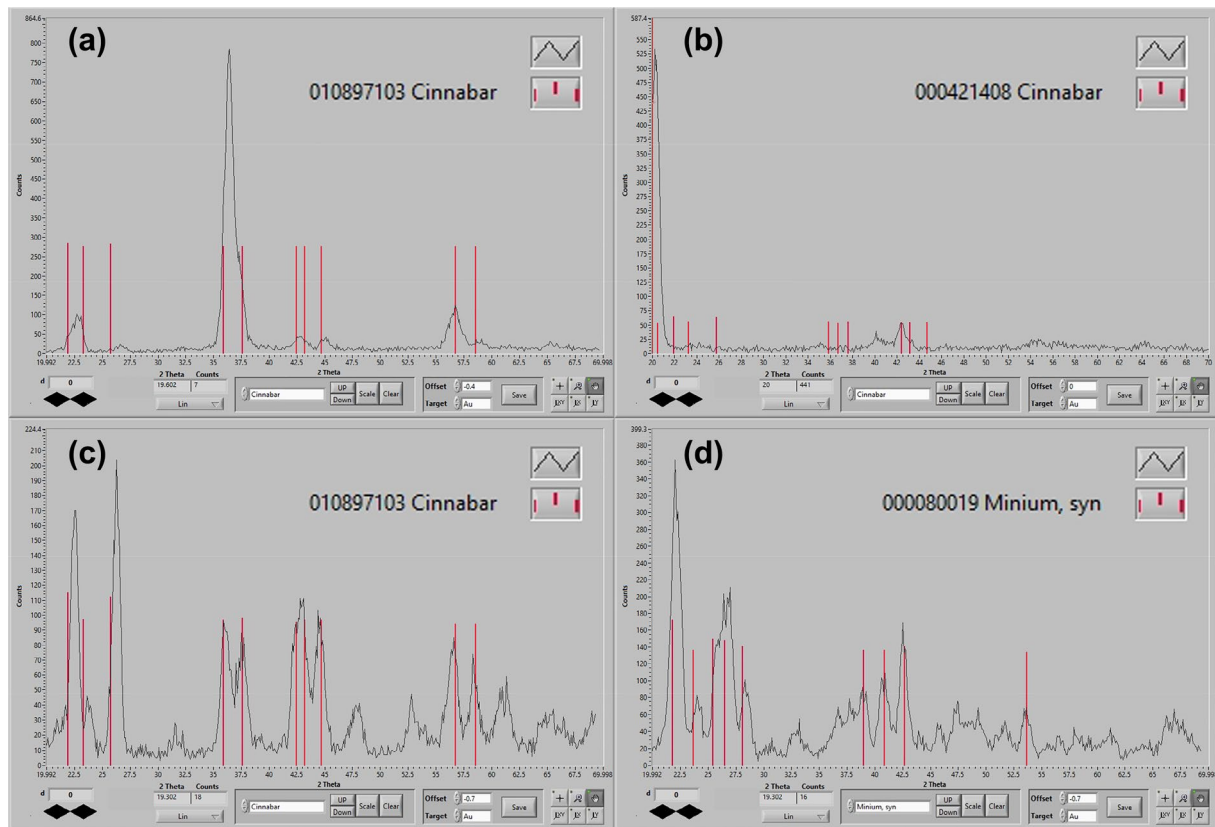 (a)
010897103 Cinnabar
864.6
800
750
700
650
600
550
500
450
400
350
300
250
200
150
100
50
0
Counts
19.992 22.5 25 27.5 30 32.5 35 37.5 40 42.5 45 47.5 50 52.5 55 57.5 60 62.5 65 67.5 69.998
2 Theta
d 0
2 Theta Counts
19.602 7
Lin
Cinnabar
UP
Down
Scale Clear
Offset -0.4
Target Au
Save
(b)
000421408 Cinnabar
587.4
550
525
500
475
450
425
400
375
350
325
300
275
250
225
200
175
150
125
100
75
50
25
0
Counts
20 22 24 26 28 30 32 34 36 38 40 42 44 46 48 50 52 54 56 58 60 62 64 66 68 70
2 Theta
d 0
2 Theta Counts
20 441
Lin
Cinnabar
UP
Down
Scale Clear
Offset 0
Target Au
Save
(c)
010897103 Cinnabar
224.4
210
200
190
180
170
160
150
140
130
120
110
100
90
80
70
60
50
40
30
20
10
0
Counts
19.992 22.5 25 27.5 30 32.5 35 37.5 40 42.5 45 47.5 50 52.5 55 57.5 60 62.5 65 67.5 69.998
2 Theta
d 0
2 Theta Counts
19.302 18
Lin
Cinnabar
UP
Down
Scale Clear
Offset -0.7
Target Au
Save
(d)
000080019 Minium, syn
399.3
380
360
340
320
300
280
260
240
220
200
180
160
140
120
100
80
60
40
20
0
Counts
19.992 22.5 25 27.5 30 32.5 35 37.5 40 42.5 45 47.5 50 52.5 55 57.5 60 62.5 65 67.5 69.998
2 Theta
d 0
2 Theta Counts
19.302 16
Lin
Minium, syn
UP
Down
Scale Clear
Offset -0.7
Target Au
Save